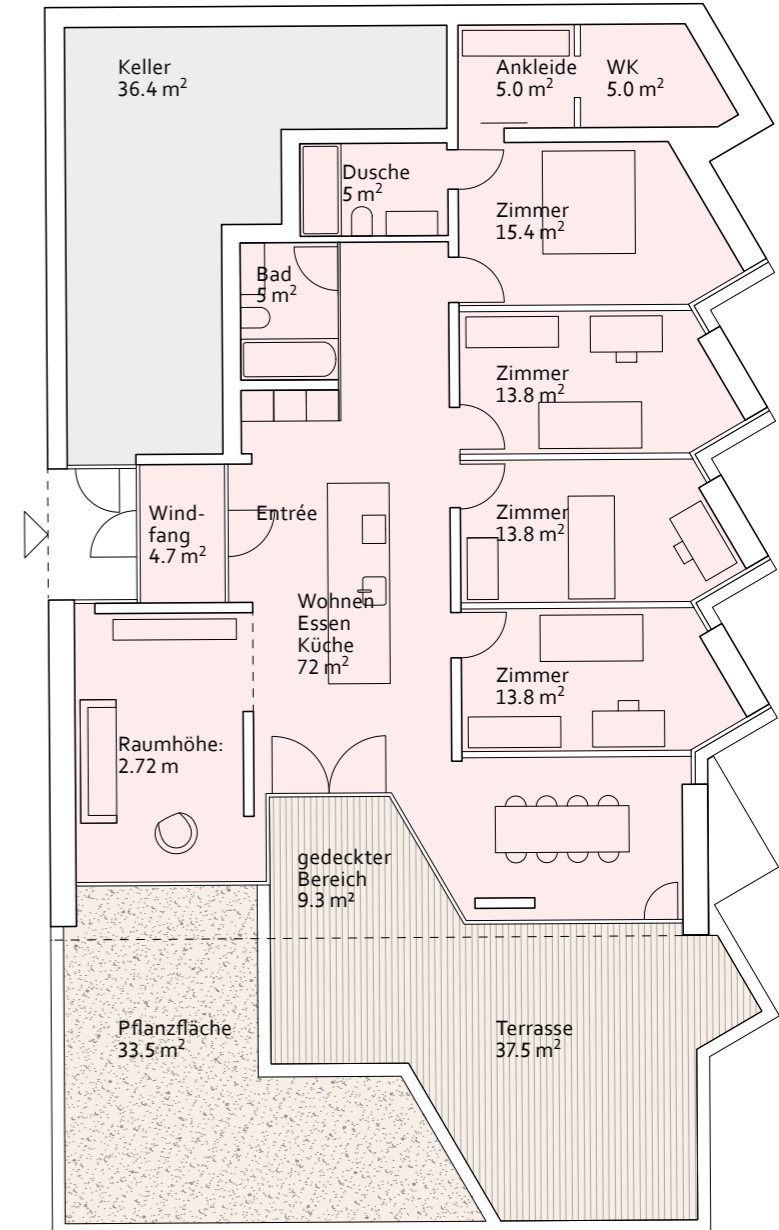 Keller
36.4 m²
Ankleide
5.0 m²
WK
5.0 m²
Dusche
5 m²
Zimmer
15.4 m²
Bad
5 m²
Zimmer
13.8 m²
Wind-
fang
4.7 m²
Entrée
Zimmer
13.8 m²
Wohnen
Essen
Küche
72 m²
Zimmer
13.8 m²
Raumhöhe:
2.72 m
gedeckter
Bereich
9.3 m²
Pflanzfläche
33.5 m²
Terrasse
37.5 m²